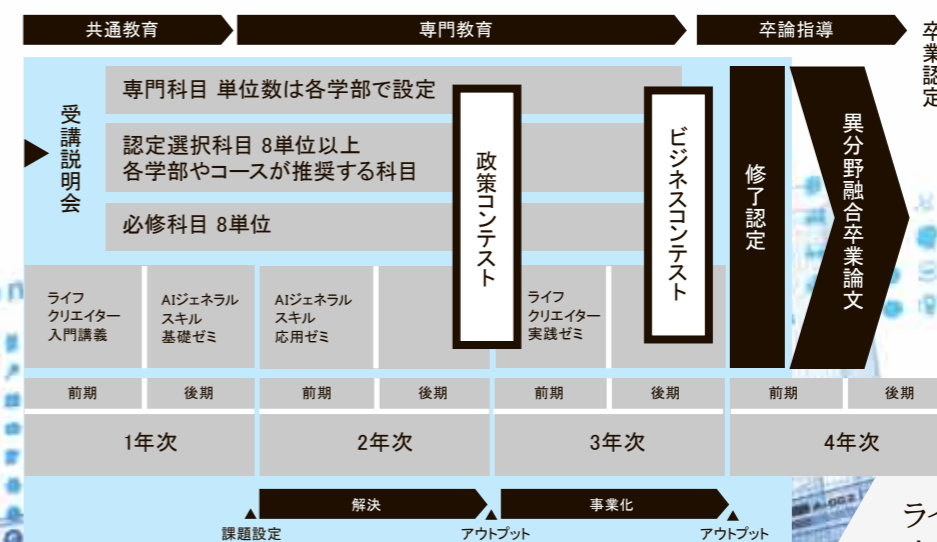 共通教育
専門教育
卒論指導
卒業認定
受講説明会
専門科目 単位数は各学部で設定
認定選択科目 8単位以上
各学部やコースが推奨する科目
必修科目 8単位
政策コンテスト
ビジネスコンテスト
修了認定
異分野融合卒業論文
ライフ
クリエイター
入門講義
AIジェネラル
スキル
基礎ゼミ
AIジェネラル
スキル
応用ゼミ
ライフ
クリエイター
実践ゼミ
前期
後期
前期
後期
前期
後期
前期
後期
1年次
2年次
3年次
4年次
解決
事業化
課題設定
アウトプット
アウトプット